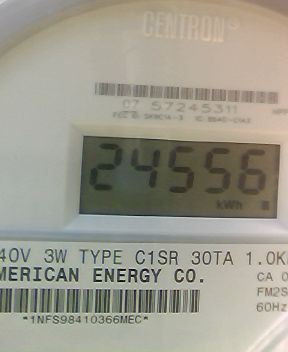 CENTRON®
07 57245311
24556
kWh
40V 3W TYPE C1SR 30TA 1.0K
MERICAN ENERGY CO.
CA 0
FM2S
60Hz
*1NFS98410366MEC*